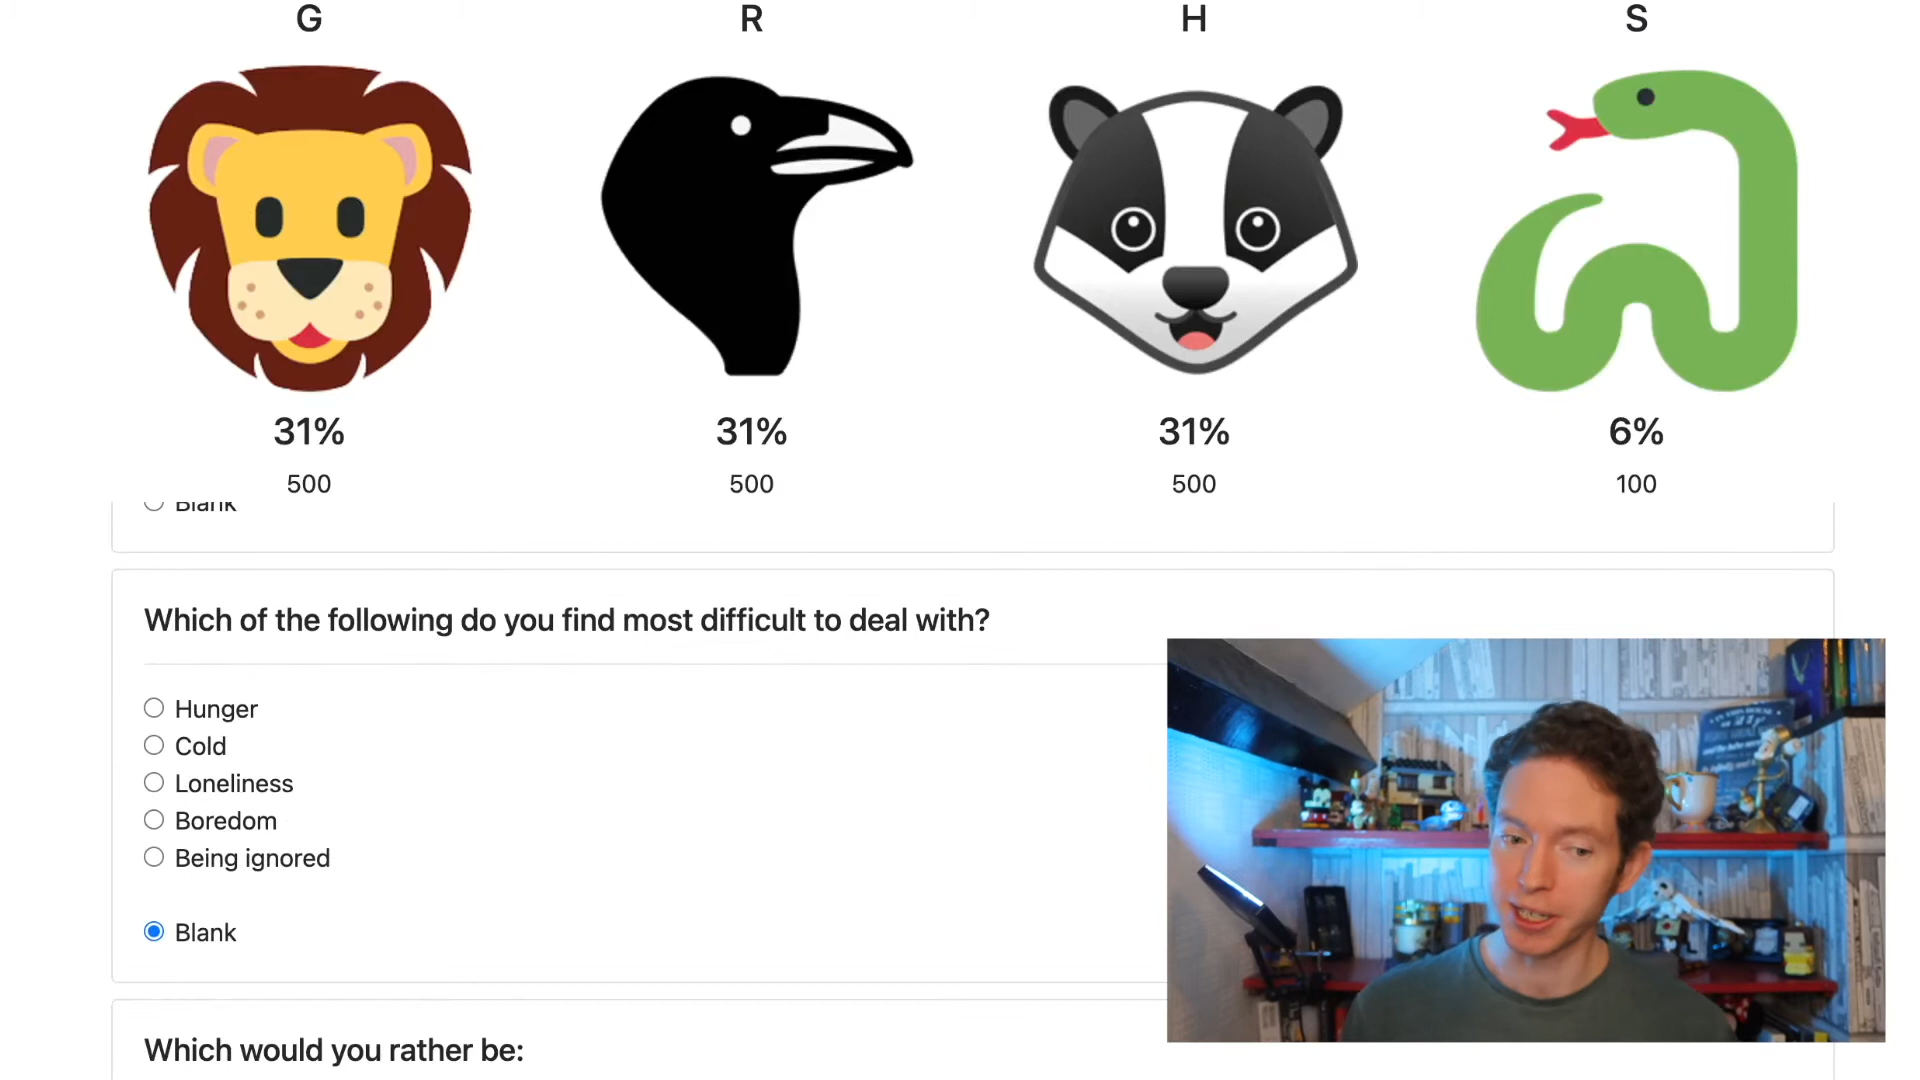 G
R
H
S
31%
31%
31%
6%
500
500
500
100
Blank
Which of the following do you find most difficult to deal with?
Hunger
Cold
Loneliness
Boredom
Being ignored
Blank
Which would you rather be: